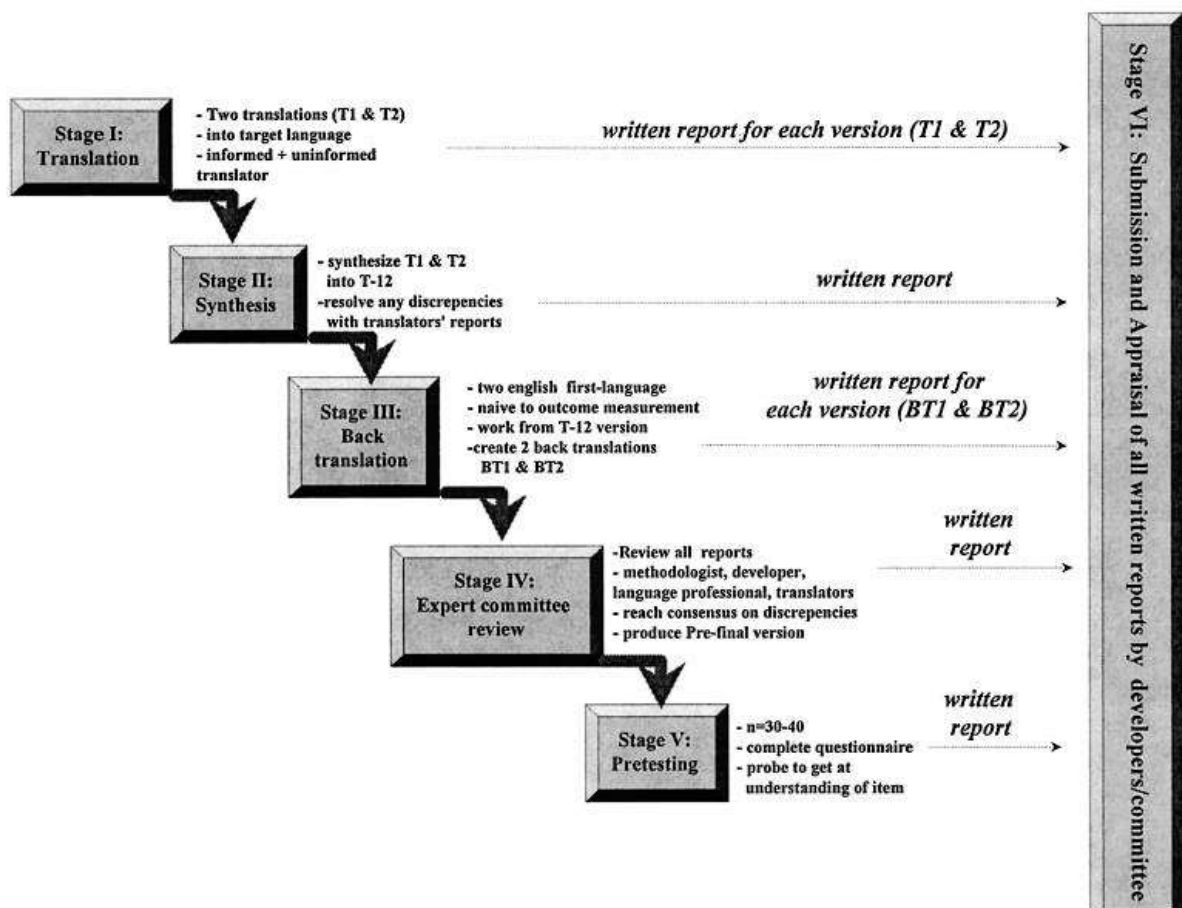 Stage I:
Translation
- Two translations (T1 & T2)
- into target language
- informed + uninformed
translator
written report for each version (T1 & T2)
Stage II:
Synthesis
- synthesize T1 & T2
into T-12
-resolve any discrepencies
with translators' reports
written report
Stage III:
Back
translation
- two english first-language
- naive to outcome measurement
- work from T-12 version
-create 2 back translations
BT1 & BT2
written report for
each version (BT1 & BT2)
Stage IV:
Expert committee
review
-Review all reports
- methodologist, developer,
language professional, translators
- reach consensus on discrepencies
- produce Pre-final version
written
report
Stage V:
Pretesting
- n=30-40
- complete questionnaire
- probe to get at
understanding of item
written
report
Stage VI: Submission and Appraisal of all written reports by developers/committee